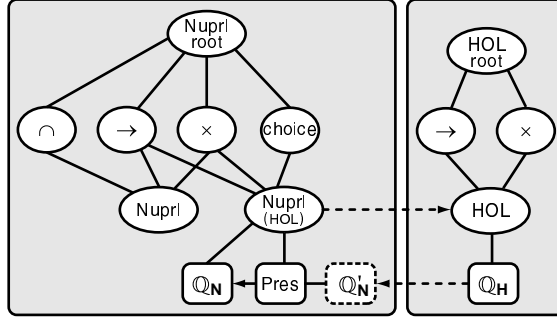 Nuprl
root
HOL
root
∩
→
×
choice
→
×
Nuprl
Nuprl
(HOL)
HOL
ℚN
Pres
ℚ'N
ℚH